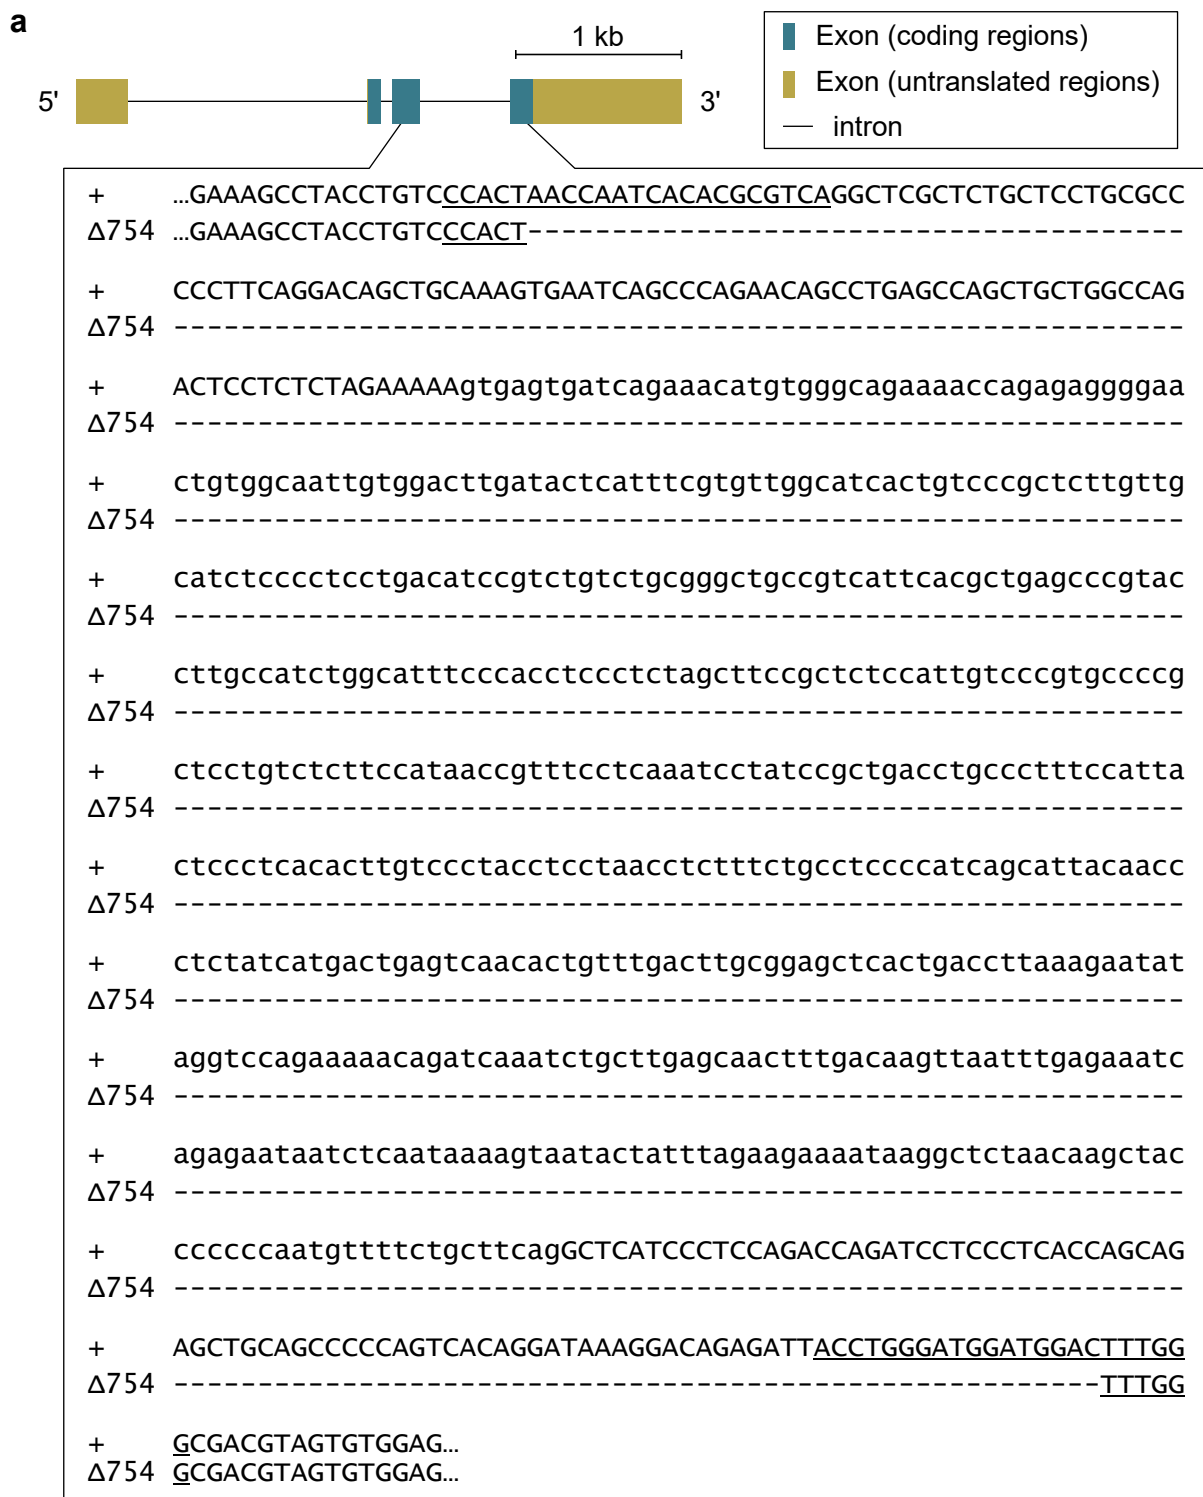 a
1 kb
5'
3'
Exon (coding regions)
Exon (untranslated regions)
intron
+ ...GAAAGCCTACCTGTCCCACTAACCAATCACACGCGTCAGGCTCGCTCTGCTCCTGCGCC
Δ754 ...GAAAGCCTACCTGTCCCACT---------------------------------------
+ CCCTTCAGGACAGCTGCAAAGTGAATCAGCCCAGAACAGCCTGAGCCAGCTGCTGGCCAG
Δ754 ------------------------------------------------------------
+ ACTCCTCTCTAGAAAAAgtgagtgatcagaaacatgtgggcagaaaaccagagaggggaa
Δ754 ------------------------------------------------------------
+ ctgtggcaattgtggacttgatactcatttcgtgttggcatcactgtcccgctcttgttg
Δ754 ------------------------------------------------------------
+ catctcccctcctgacatccgtctgtctgcgggctgccgtcattcacgctgagcccgtac
Δ754 ------------------------------------------------------------
+ cttgccatctggcatttcccacctccctctagcttccgctctccattgtcccgtgccccg
Δ754 ------------------------------------------------------------
+ ctcctgtctcttccataaccgtttcctcaaatcctatccgctgacctgccctttccatta
Δ754 ------------------------------------------------------------
+ ctccctcacacttgtccctacctcctaacctctttctgcctccccatcagcattacaacc
Δ754 ------------------------------------------------------------
+ ctctatcatgactgagtcaacactgtttgacttgcggagctcactgaccttaaagaatat
Δ754 ------------------------------------------------------------
+ aggtccagaaaaacagatcaaatctgcttgagcaactttgacaagttaatttgagaaatc
Δ754 ------------------------------------------------------------
+ agagaataatctcaataaaagtaatactatttagaagaaaataaggctctaacaagctac
Δ754 ------------------------------------------------------------
+ ccccccaatgttttctgcttcagGCTCATCCCTCCAGACCAGATCCTCCCTCACCAGCAG
Δ754 ------------------------------------------------------------
+ AGCTGCAGCCCCCAGTCACAGGATAAAGGACAGAGATTACCTGGGATGGATGGACTTTGG
Δ754 -------------------------------------------------------TTTGG
+ GCGACGTAGTGTGGAG...
Δ754 GCGACGTAGTGTGGAG...